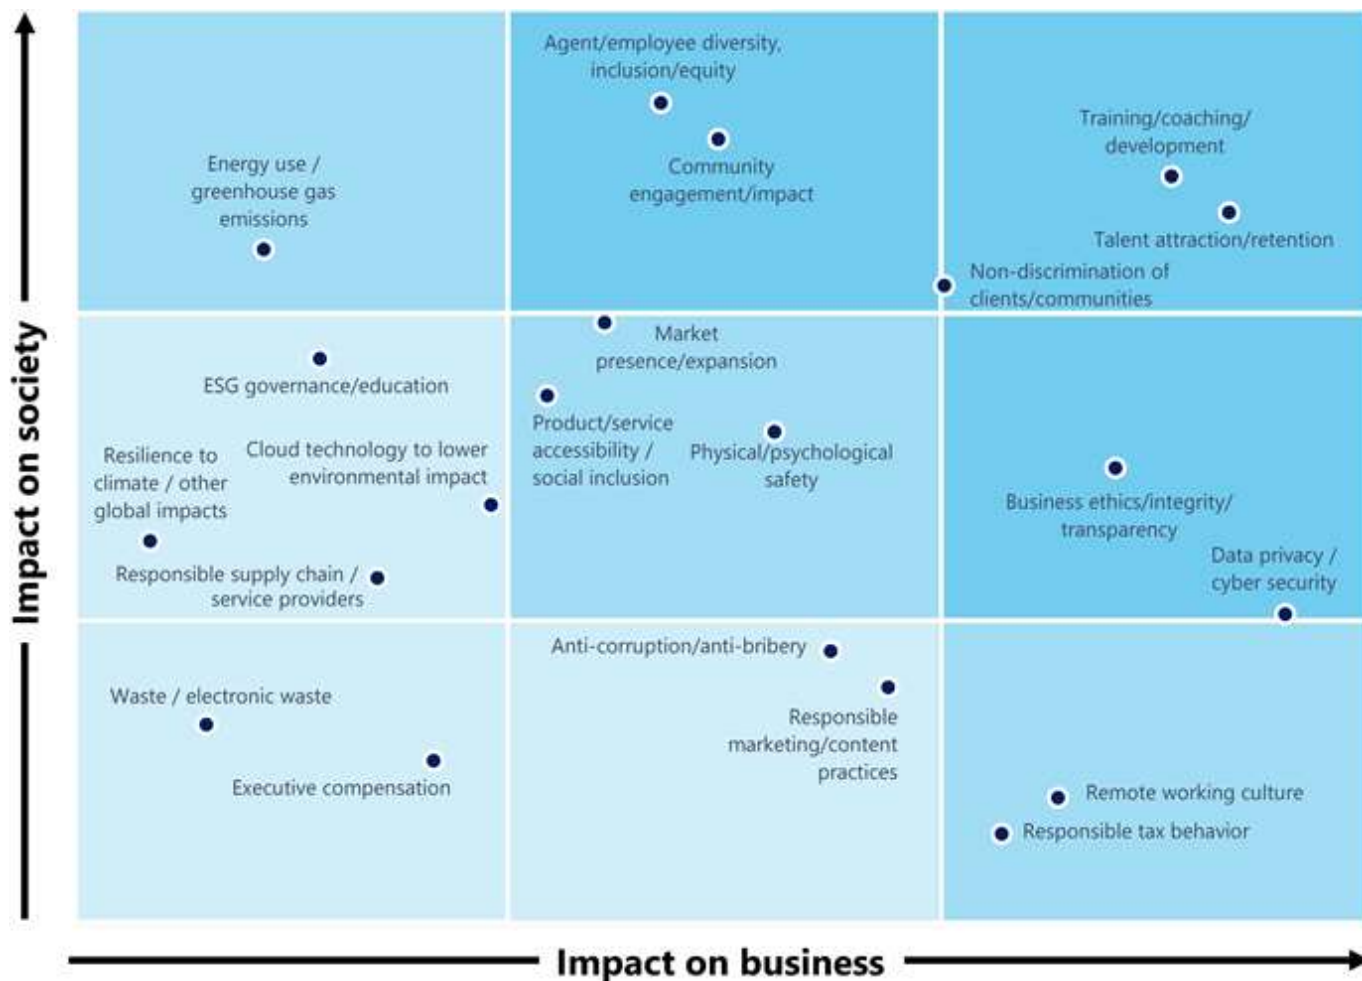 Impact on society
Agent/employee diversity,
inclusion/equity
Community
engagement/impact
Training/coaching/
development
Talent attraction/retention
Non-discrimination of
clients/communities
Energy use /
greenhouse gas
emissions
Market
presence/expansion
ESG governance/education
Product/service
accessibility /
social inclusion
Physical/psychological
safety
Cloud technology to lower
environmental impact
Resilience to
climate / other
global impacts
Responsible supply chain /
service providers
Business ethics/integrity/
transparency
Data privacy /
cyber security
Anti-corruption/anti-bribery
Responsible
marketing/content
practices
Waste / electronic waste
Executive compensation
Remote working culture
Responsible tax behavior
Impact on business